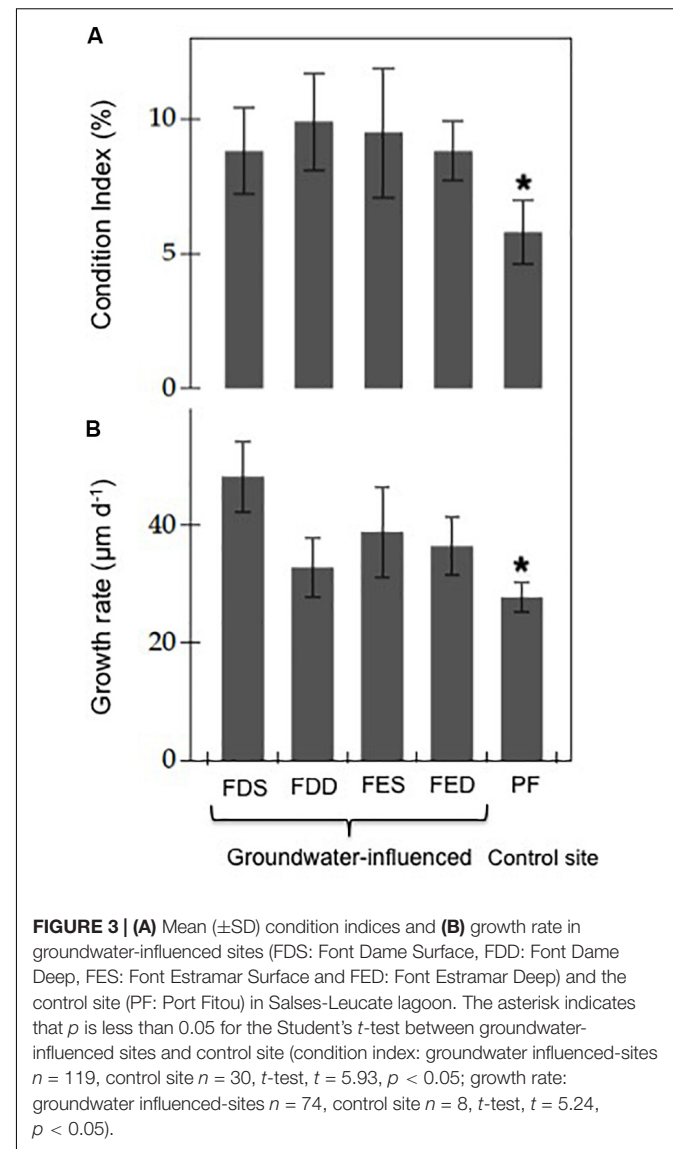 A
Condition Index (%)
10
5
0
B
Growth rate (µm d-1)
40
20
0
*
*
FDS FDD FES FED PF
Groundwater-influenced Control site
FIGURE 3 | (A) Mean (±SD) condition indices and (B) growth rate in
groundwater-influenced sites (FDS: Font Dame Surface, FDD: Font Dame
Deep, FES: Font Estramar Surface and FED: Font Estramar Deep) and the
control site (PF: Port Fitou) in Salses-Leucate lagoon. The asterisk indicates
that p is less than 0.05 for the Student's t-test between groundwater-
influenced sites and control site (condition index: groundwater influenced-sites
n = 119, control site n = 30, t-test, t = 5.93, p < 0.05; growth rate:
groundwater influenced-sites n = 74, control site n = 8, t-test, t = 5.24,
p < 0.05).